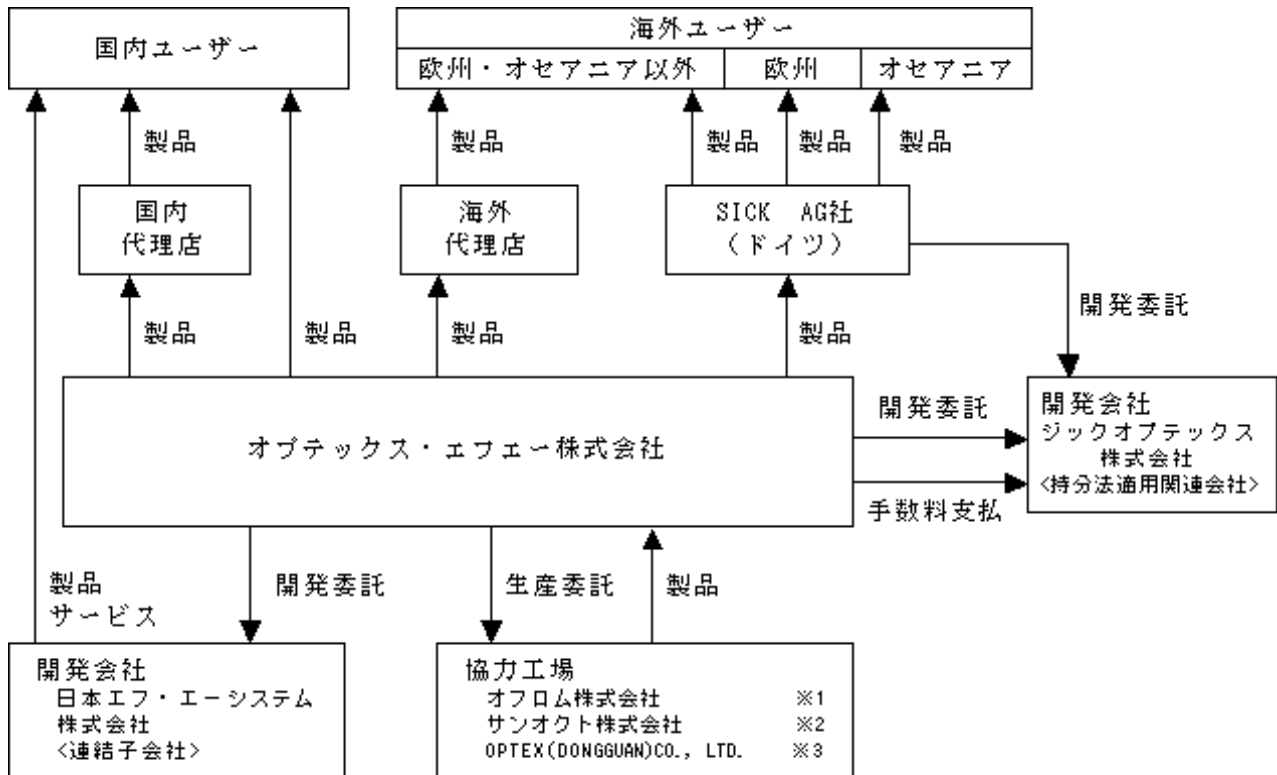 国内ユーザー
海外ユーザー
欧州・オセアニア以外
欧州
オセアニア
製品
製品
製品
製品
製品
国内
代理店
海外
代理店
SICK AG社
（ドイツ）
開発委託
製品
製品
製品
製品
オプテックス・エフエー株式会社
開発委託
手数料支払
開発会社
ジックオプテックス
株式会社
<持分法適用関連会社>
製品
サービス
開発委託
生産委託
製品
開発会社
日本エフ・エーシステム
株式会社
<連結子会社>
協力工場
オフロム株式会社 ※1
サンオクト株式会社 ※2
OPTEX(DONGGUAN)CO., LTD. ※3